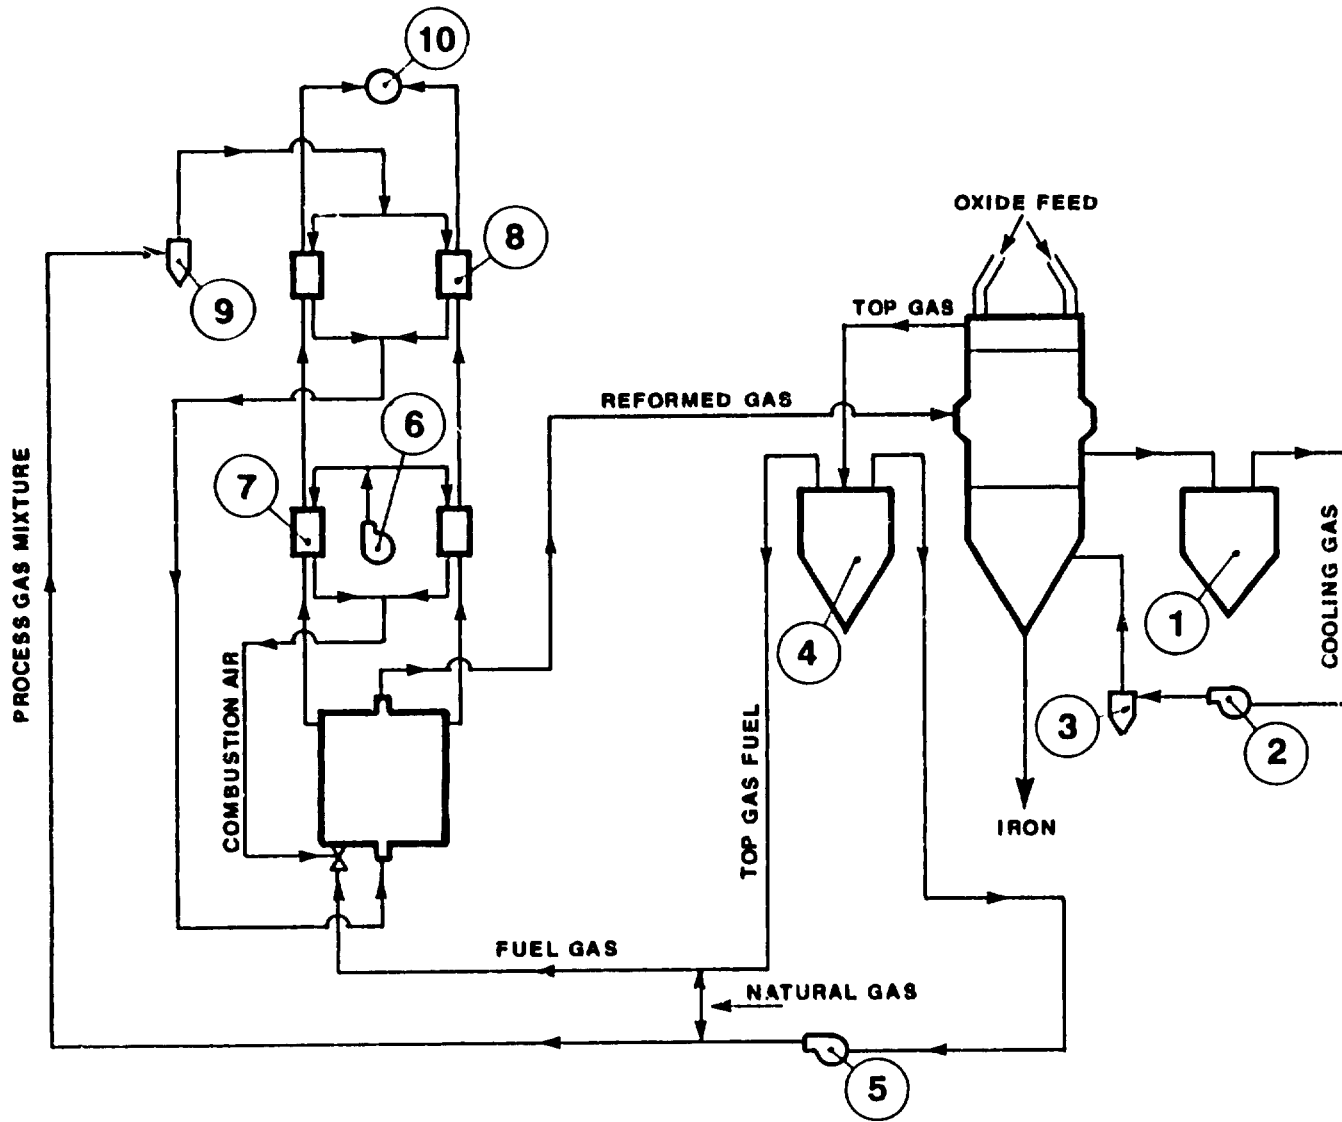 10
OXIDE FEED
8
9
TOP GAS
REFORMED GAS
6
7
PROCESS GAS MIXTURE
COOLING GAS
1
4
COMBUSTION AIR
TOP GAS FUEL
3
2
IRON
FUEL GAS
NATURAL GAS
5